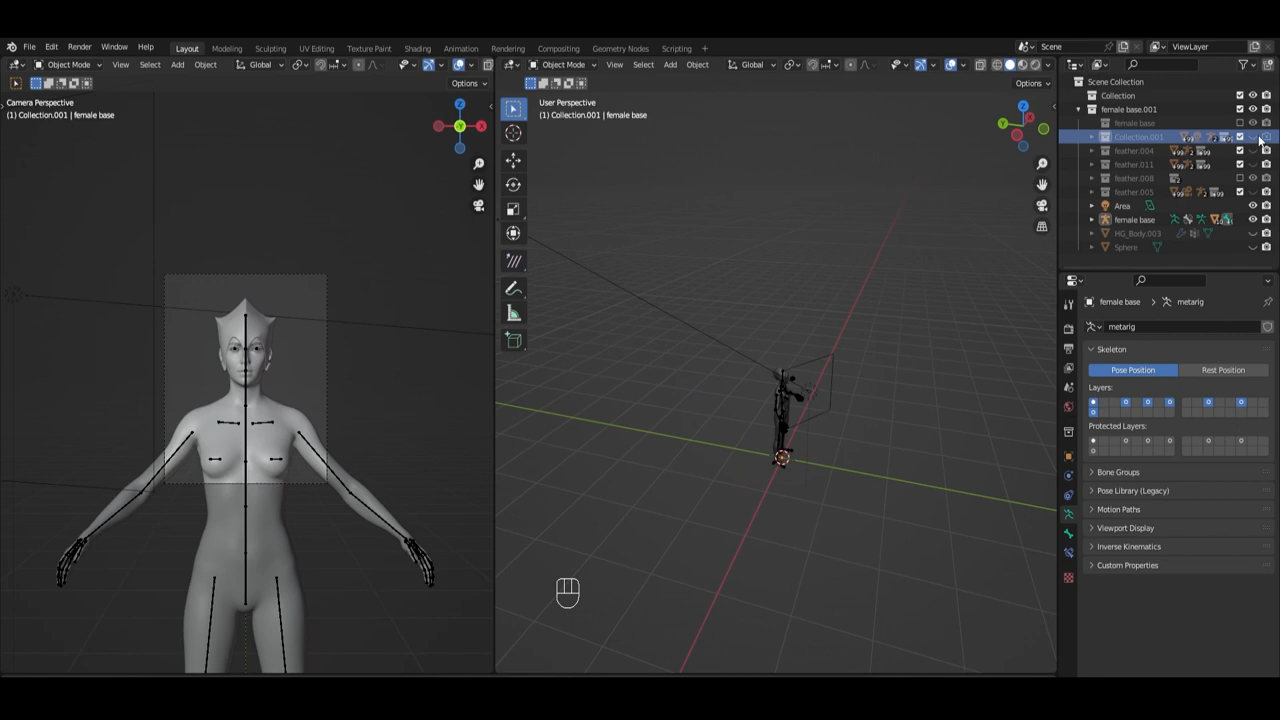 File Edit Render Window Help Layout Modeling Sculpting UV Editing Texture Paint Shading Animation Rendering Compositing Geometry Nodes Scripting + Scene ViewLayer
Object Mode View Select Add Object Global Object Mode View Select Add Object Global
Options Options
Camera Perspective
(1) Collection.001 | female base
User Perspective
(1) Collection.001 | female base
Z
X
Y
Z
X
Y
Scene Collection
Collection
female base.001
female base
Collection.001
feather.004
feather.011
feather.008
feather.005
Area
female base
HG_Body.003
Sphere
female base > metarig
metarig
Skeleton
Pose Position Rest Position
Layers:
Protected Layers:
Bone Groups
Pose Library (Legacy)
Motion Paths
Viewport Display
Inverse Kinematics
Custom Properties